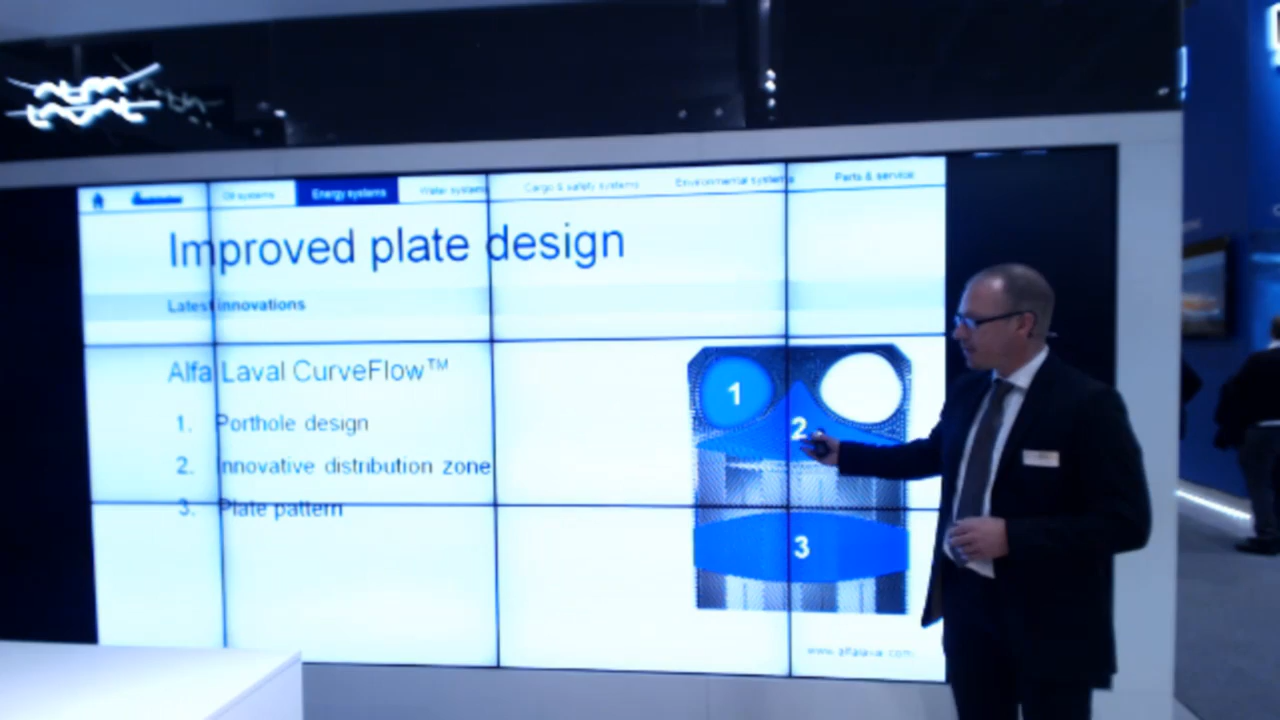 Oil systems
Energy systems
Water systems
Cargo & safety systems
Environmental systems
Parts & service
Improved plate design
Latest innovations
Alfa Laval CurveFlow™
1. Porthole design
2. Innovative distribution zone
3. Plate pattern
1
2
3
www.alfalaval.com